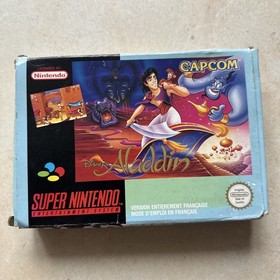 LICENSED BY
Nintendo
CAPCOM
Disney's
Aladdin
SUPER NINTENDO
ENTERTAINMENT SYSTEM
VERSION ENTIEREMENT FRANÇAISE
MODE D'EMPLOI EN FRANÇAIS